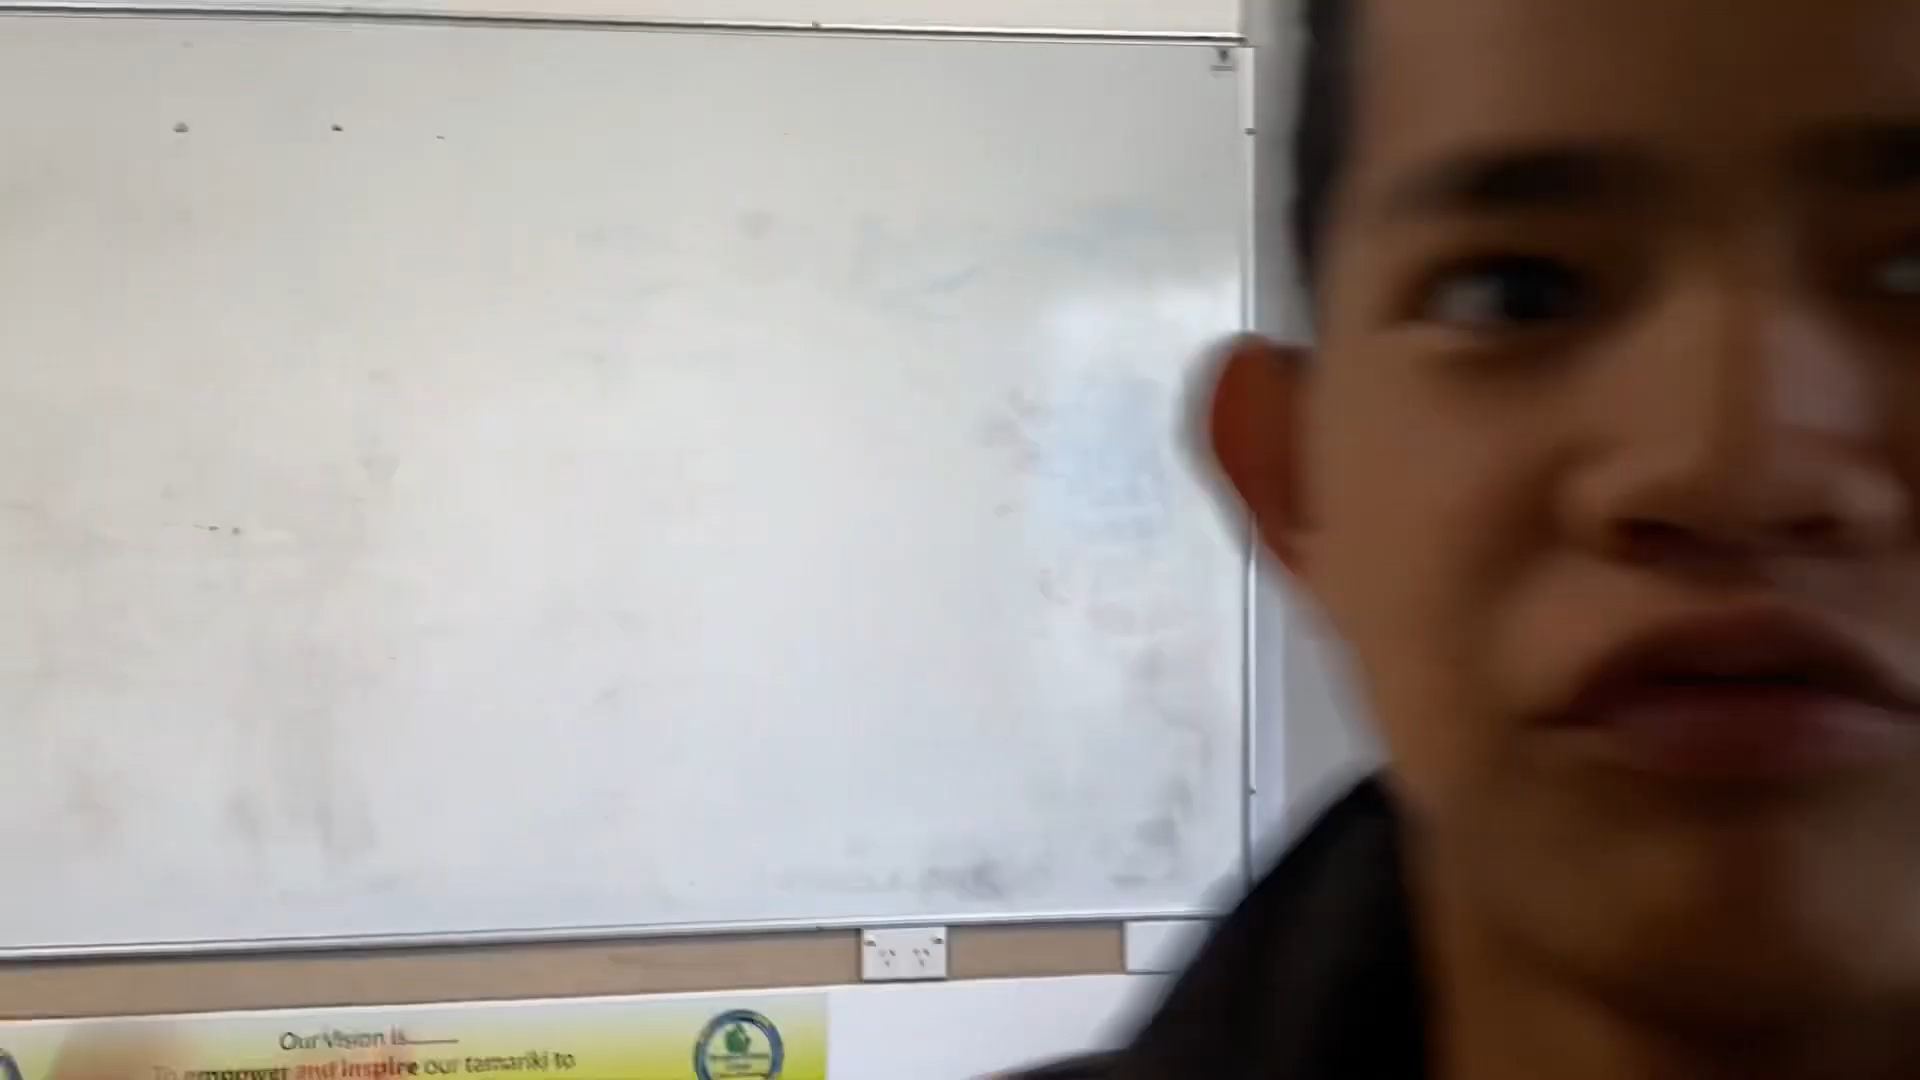 Our Vision is......
To empower and inspire our tamariki to